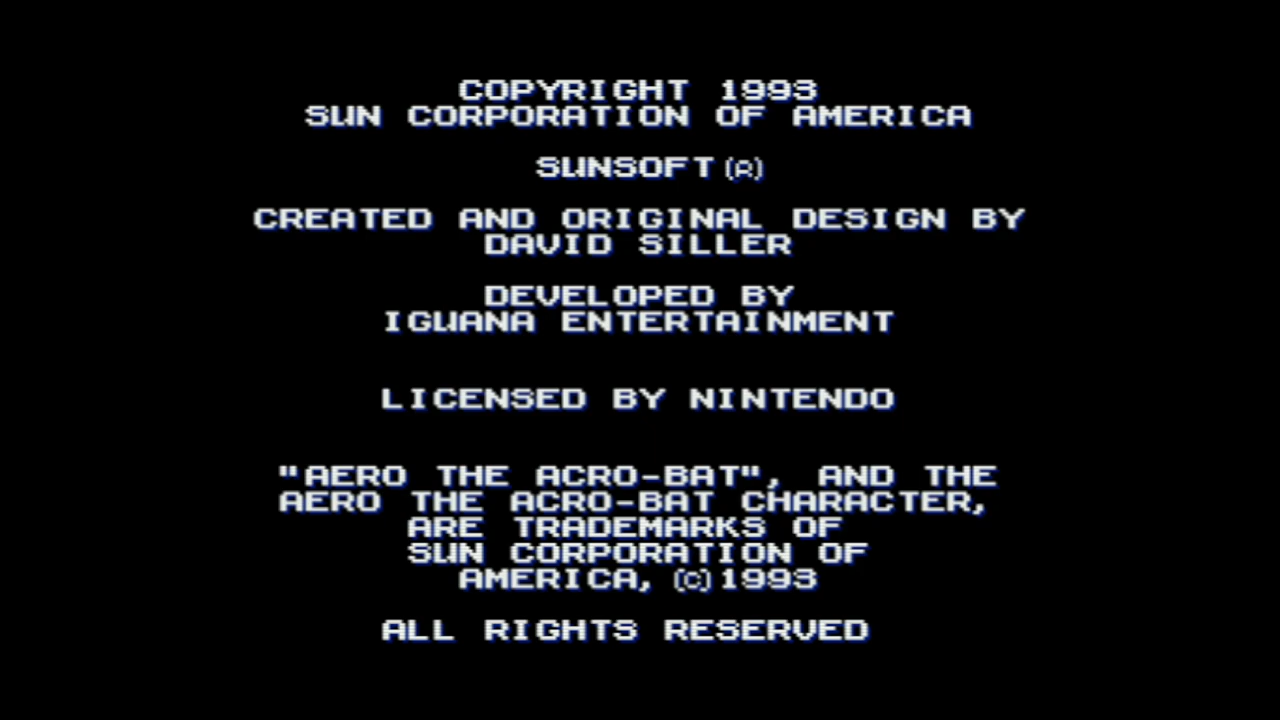 COPYRIGHT 1993
SUN CORPORATION OF AMERICA
SUNSOFT(R)
CREATED AND ORIGINAL DESIGN BY
DAVID SILLER
DEVELOPED BY
IGUANA ENTERTAINMENT
LICENSED BY NINTENDO
"AERO THE ACRO-BAT", AND THE
AERO THE ACRO-BAT CHARACTER,
ARE TRADEMARKS OF
SUN CORPORATION OF
AMERICA, (C)1993
ALL RIGHTS RESERVED